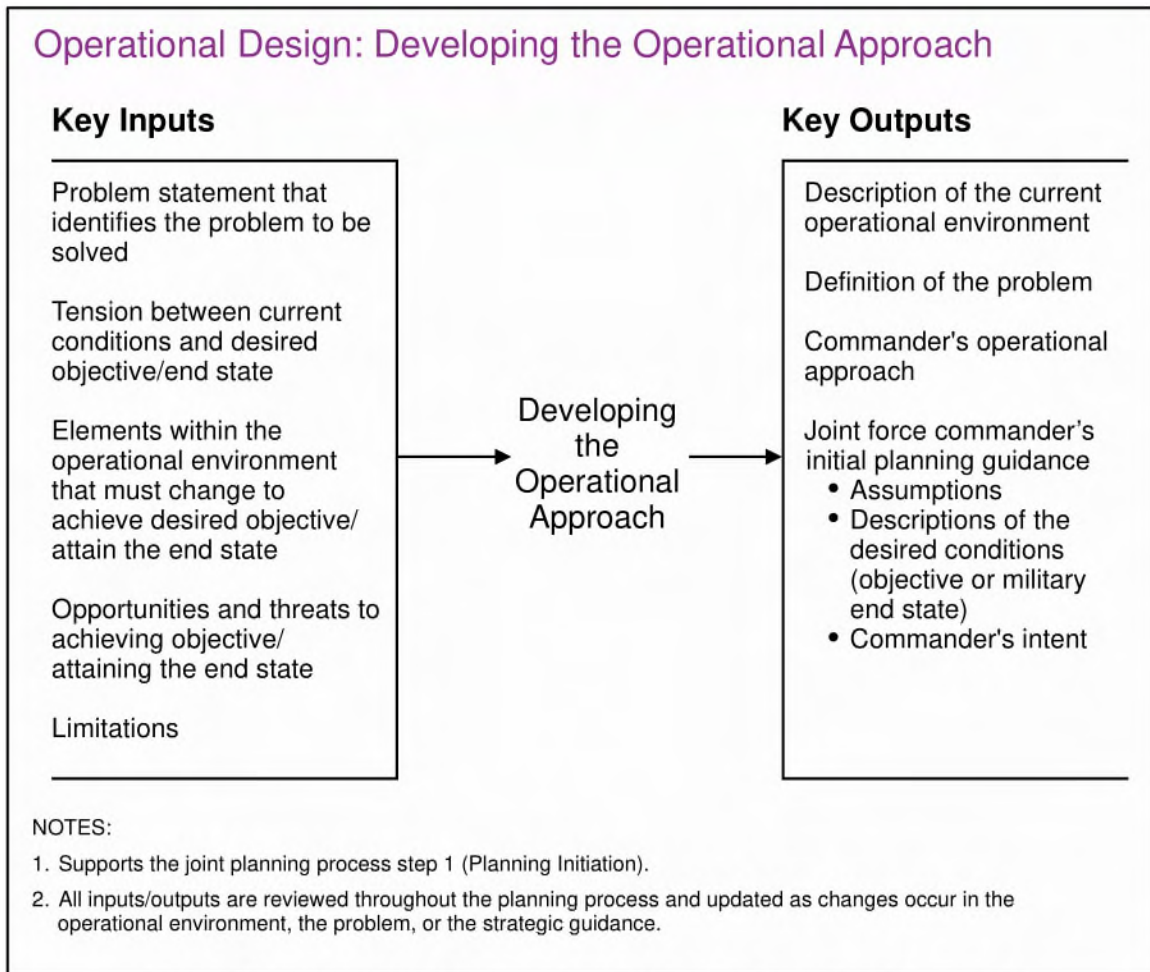 Operational Design: Developing the Operational Approach
Key Inputs
Problem statement that
identifies the problem to be
solved
Tension between current
conditions and desired
objective/end state
Elements within the
operational environment
that must change to
achieve desired objective/
attain the end state
Opportunities and threats to
achieving objective/
attaining the end state
Limitations
Developing
the
Operational
Approach
Key Outputs
Description of the current
operational environment
Definition of the problem
Commander's operational
approach
Joint force commander’s
initial planning guidance
• Assumptions
• Descriptions of the
desired conditions
(objective or military
end state)
• Commander's intent
NOTES:
1. Supports the joint planning process step 1 (Planning Initiation).
2. All inputs/outputs are reviewed throughout the planning process and updated as changes occur in the
operational environment, the problem, or the strategic guidance.